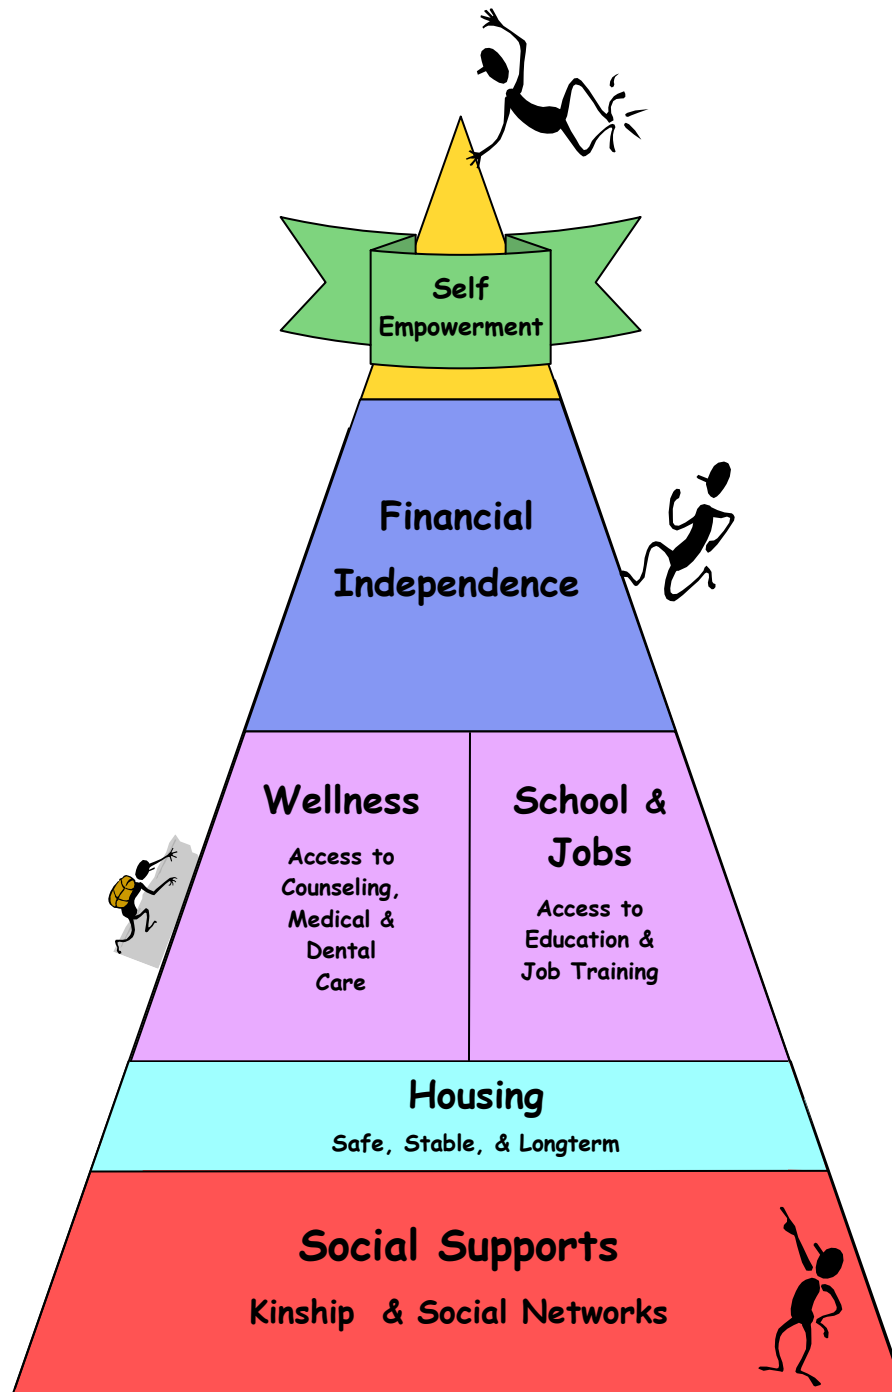 Self
Empowerment
Financial
Independence
Wellness
Access to
Counseling,
Medical &
Dental
Care
School &
Jobs
Access to
Education &
Job Training
Housing
Safe, Stable, & Longterm
Social Supports
Kinship & Social Networks